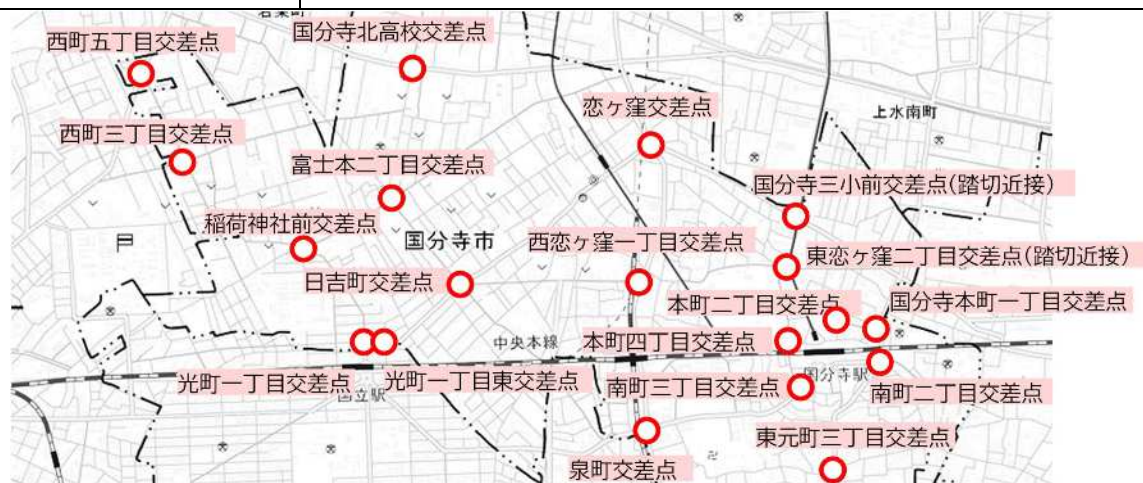 西町五丁目交差点
国分寺北高校交差点
恋ヶ窪交差点
上水南町
西町三丁目交差点
富士本二丁目交差点
国分寺三小前交差点(踏切近接)
稲荷神社前交差点
戸
国分寺市
西恋ヶ窪一丁目交差点
東恋ヶ窪二丁目交差点(踏切近接)
日吉町交差点
本町二丁目交差点
国分寺本町一丁目交差点
中央本線
本町四丁目交差点
国分寺駅
光町一丁目交差点
光町一丁目東交差点
南町三丁目交差点
南町二丁目交差点
国立駅
東元町三丁目交差点
泉町交差点